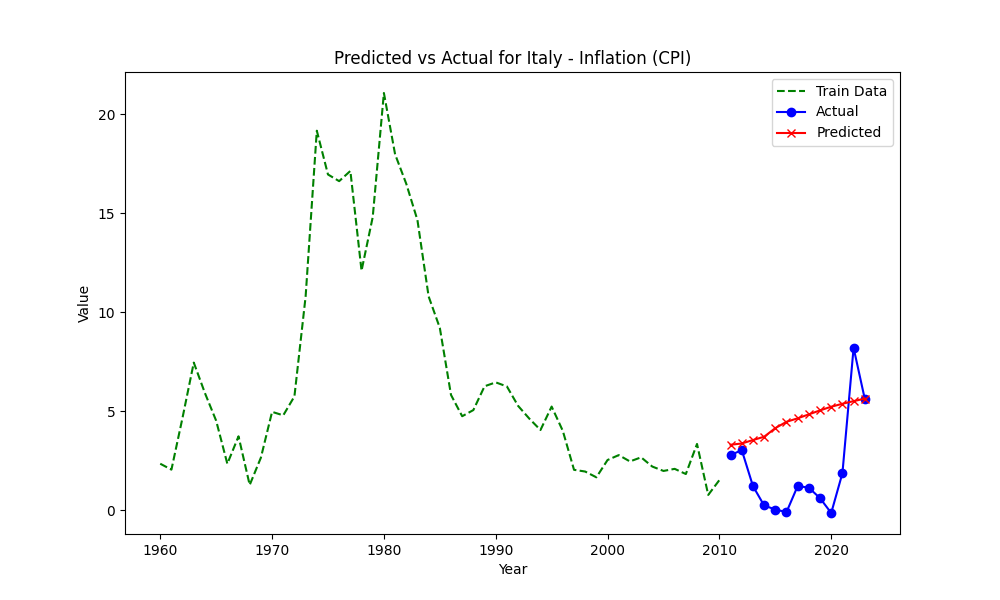 Predicted vs Actual for Italy - Inflation (CPI)
Train Data
Actual
Predicted
Value
20
15
10
5
0
1960 1970 1980 1990 2000 2010 2020
Year